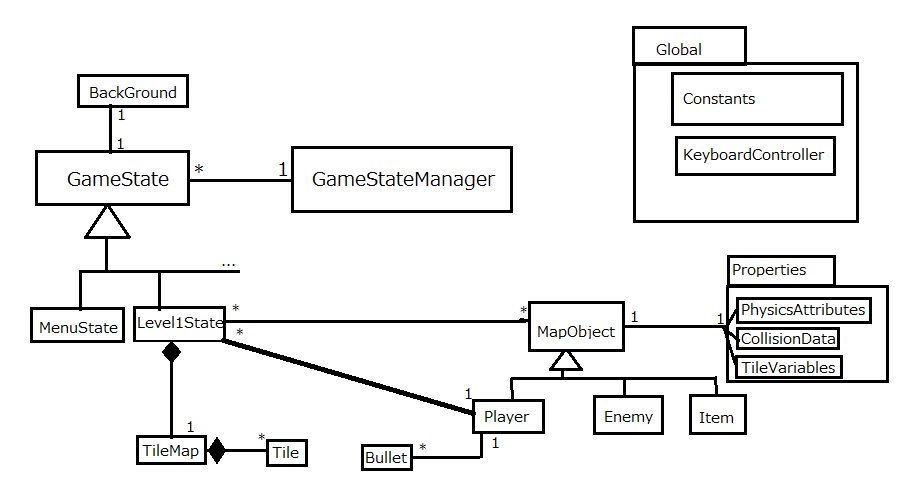 Global
BackGround
Constants
1
1
KeyboardController
GameState
*
1
GameStateManager
...
Properties
MenuState
Level1State
*
*
*
MapObject
1
1
PhysicsAttributes
CollisionData
TileVariables
1
Player
Enemy
Item
1
TileMap
*
Tile
Bullet
*
1